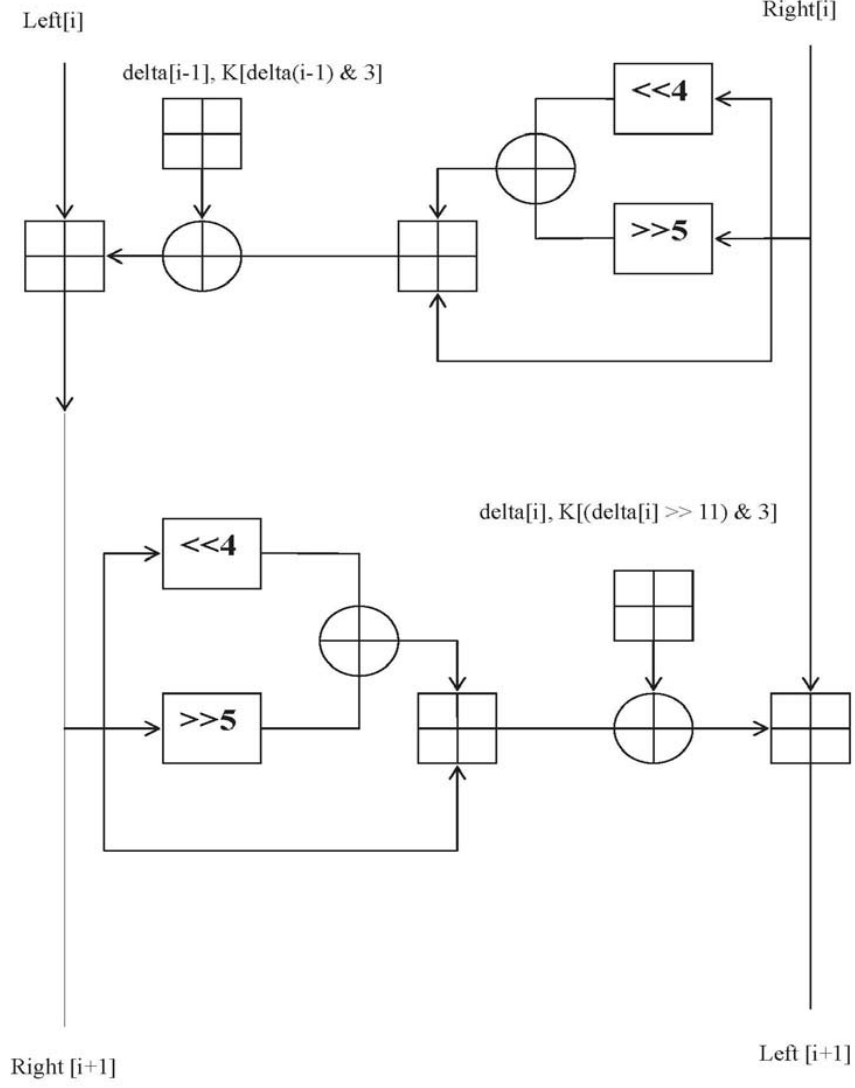 Left[i]
Right[i]
delta[i-1], K[delta(i-1) & 3]
<<4
>>5
delta[i], K[(delta[i] >> 11) & 3]
<<4
>>5
Right [i+1]
Left [i+1]